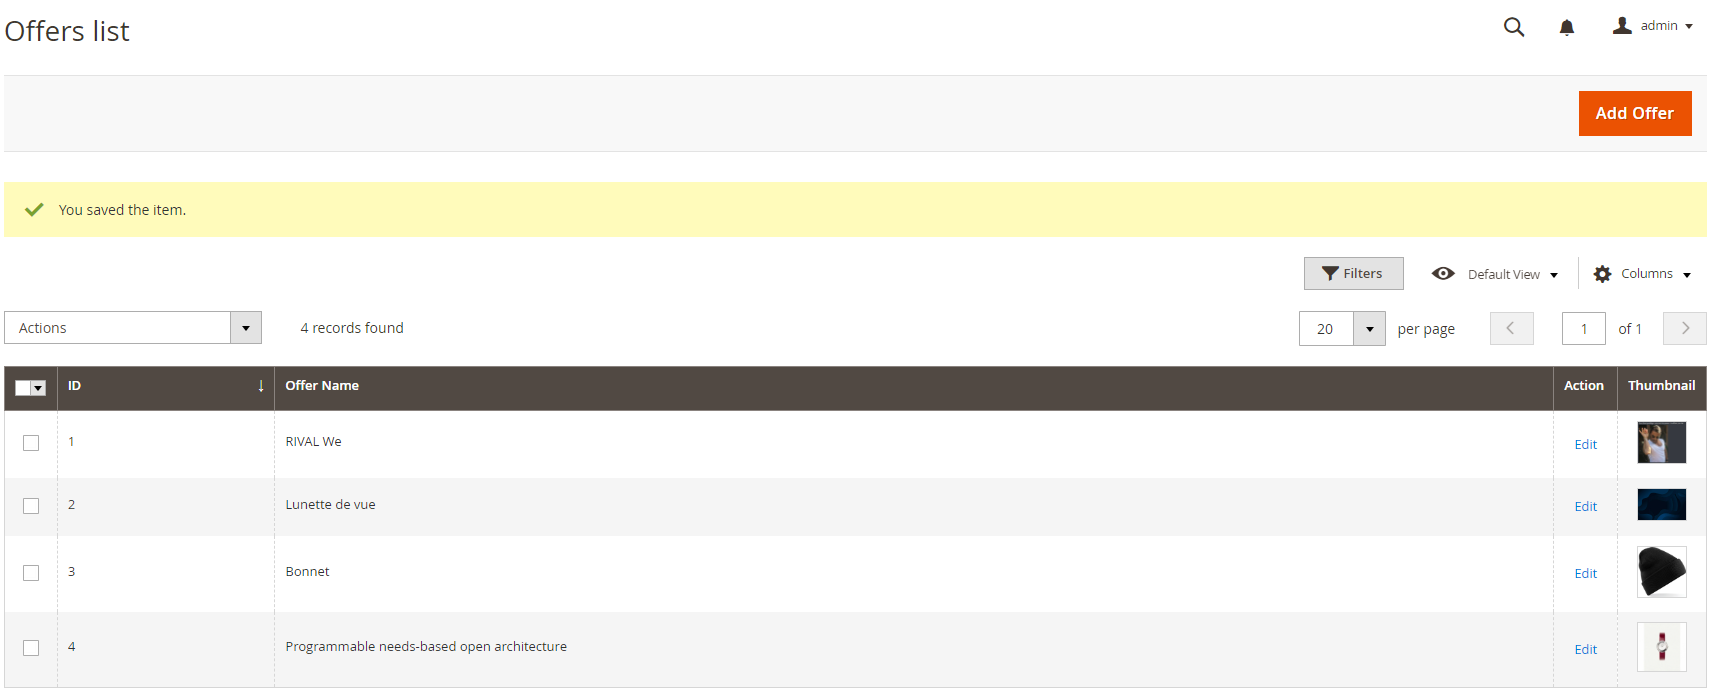 Offers list
admin
Add Offer
You saved the item.
Filters
Default View
Columns
Actions
4 records found
20
per page
1
of 1
ID
Offer Name
Action
Thumbnail
1
RIVAL We
Edit
2
Lunette de vue
Edit
3
Bonnet
Edit
4
Programmable needs-based open architecture
Edit